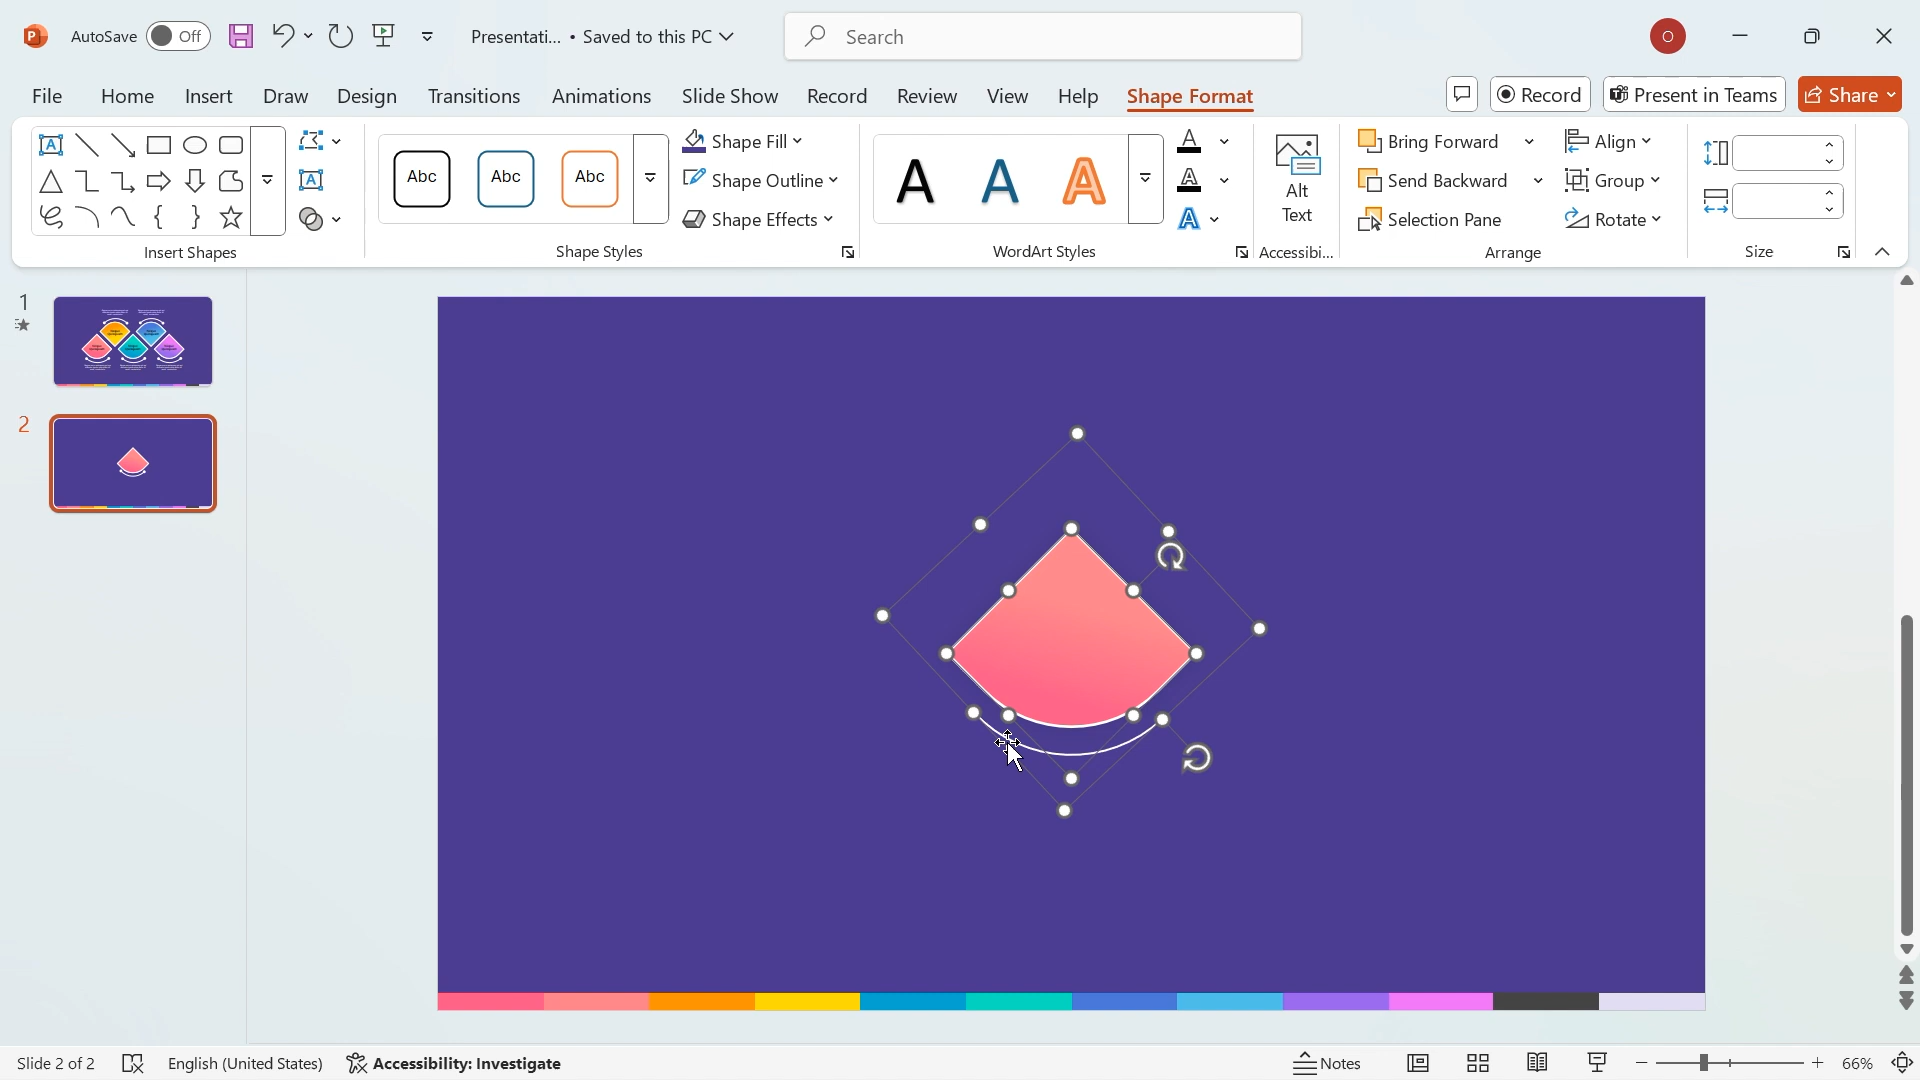 AutoSave Off Presentati... • Saved to this PC Search O
File Home Insert Draw Design Transitions Animations Slide Show Record Review View Help Shape Format Record Present in Teams Share
Abc Abc Abc
Shape Fill
Shape Outline
Shape Effects
A A A
Alt
Text
Bring Forward
Send Backward
Selection Pane
Align
Group
Rotate
Insert Shapes Shape Styles WordArt Styles Accessibi... Arrange Size
1
2
Slide 2 of 2 English (United States) Accessibility: Investigate Notes 66%